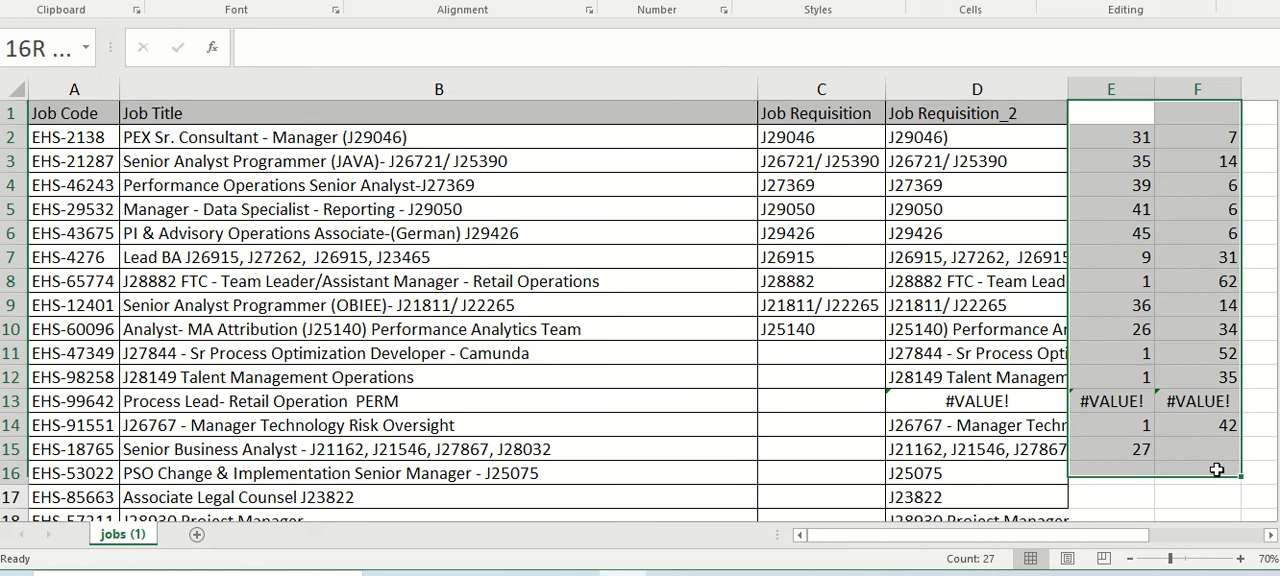 Clipboard Font Alignment Number Styles Cells Editing
16R ... fx
A B C D E F
1 Job Code Job Title Job Requisition Job Requisition_2
2 EHS-2138 PEX Sr. Consultant - Manager (J29046) J29046 J29046) 31 7
3 EHS-21287 Senior Analyst Programmer (JAVA)- J26721/ J25390 J26721/ J25390 J26721/ J25390 35 14
4 EHS-46243 Performance Operations Senior Analyst-J27369 J27369 J27369 39 6
5 EHS-29532 Manager - Data Specialist - Reporting - J29050 J29050 J29050 41 6
6 EHS-43675 PI & Advisory Operations Associate-(German) J29426 J29426 J29426 45 6
7 EHS-4276 Lead BA J26915, J27262,  J26915, J23465 J26915 J26915, J27262,  J26915 9 31
8 EHS-65774 J28882 FTC - Team Leader/Assistant Manager - Retail Operations J28882 J28882 FTC - Team Lead 1 62
9 EHS-12401 Senior Analyst Programmer (OBIEE)- J21811/ J22265 J21811/ J22265 J21811/ J22265 36 14
10 EHS-60096 Analyst- MA Attribution (J25140) Performance Analytics Team J25140 J25140) Performance An 26 34
11 EHS-47349 J27844 - Sr Process Optimization Developer - Camunda J27844 - Sr Process Opti 1 52
12 EHS-98258 J28149 Talent Management Operations J28149 Talent Managem 1 35
13 EHS-99642 Process Lead- Retail Operation  PERM #VALUE! #VALUE! #VALUE!
14 EHS-91551 J26767 - Manager Technology Risk Oversight J26767 - Manager Techn 1 42
15 EHS-18765 Senior Business Analyst - J21162, J21546, J27867, J28032 J21162, J21546, J27867 27
16 EHS-53022 PSO Change & Implementation Senior Manager - J25075 J25075
17 EHS-85663 Associate Legal Counsel J23822 J23822
18 EHS-57211 J28930 Project Manager J28930 Project Manager
jobs (1)
Ready Count: 27 70%